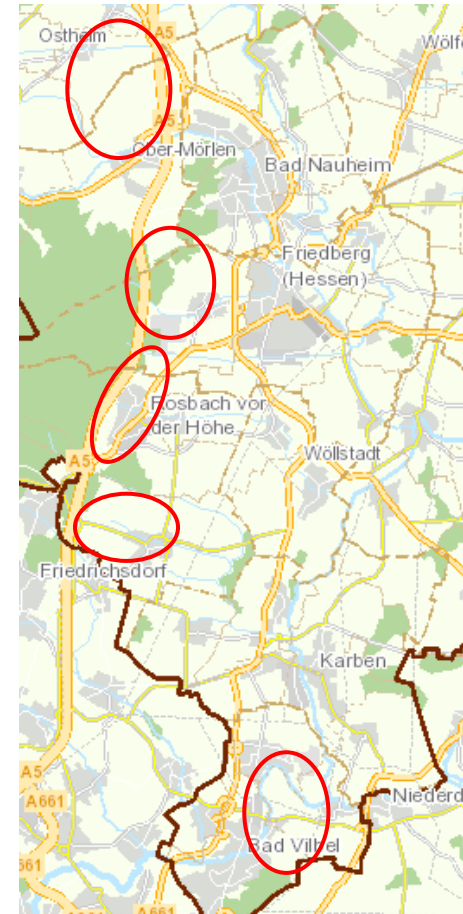 Ostheim
A5
Wölfe
A5
Ober-Mörlen
Bad Nauheim
Friedberg
(Hessen)
Rosbach vor
der Höhe
Wöllstadt
A5
Friedrichsdorf
Karben
A5
A661
Niederd
Bad Vilbel
661
A661